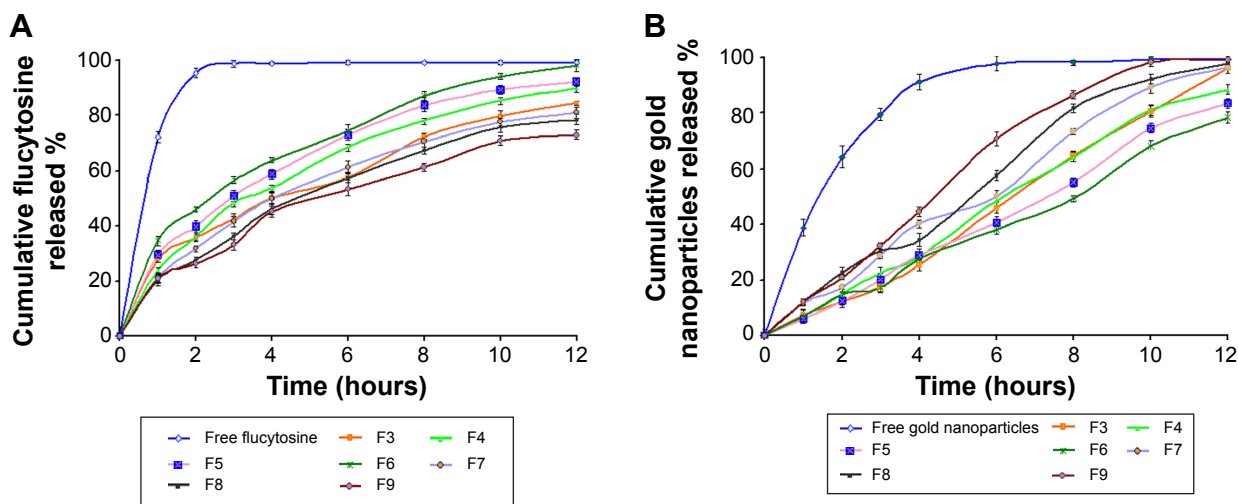 A
Cumulative flucytosine
released %
100
80
60
40
20
0
0 2 4 6 8 10 12
Time (hours)
Free flucytosine F3 F4
F5 F6 F7
F8 F9
B
Cumulative gold
nanoparticles released %
100
80
60
40
20
0
0 2 4 6 8 10 12
Time (hours)
Free gold nanoparticles F3 F4
F5 F6 F7
F8 F9